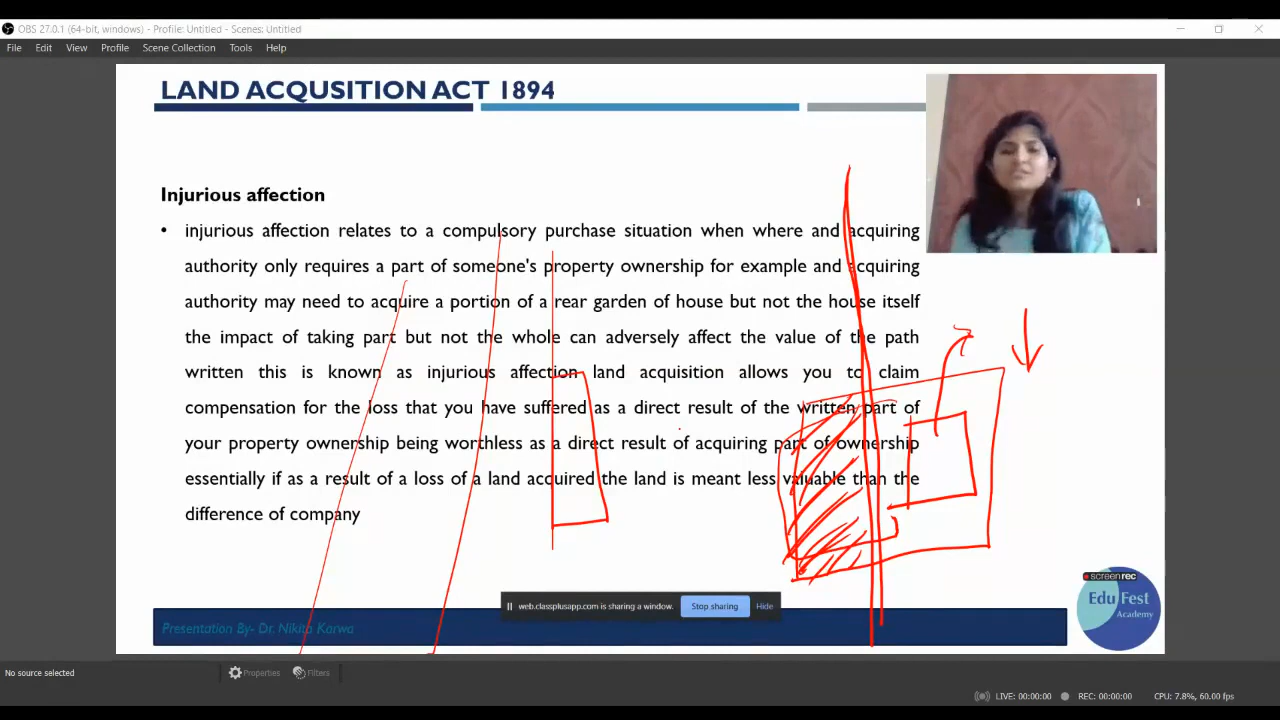 OBS 27.0.1 (64-bit, windows) - Profile: Untitled - Scenes: Untitled
File Edit View Profile Scene Collection Tools Help
LAND ACQUSITION ACT 1894
Injurious affection
• injurious affection relates to a compulsory purchase situation when where and acquiring
authority only requires a part of someone's property ownership for example and acquiring
authority may need to acquire a portion of a rear garden of house but not the house itself
the impact of taking part but not the whole can adversely affect the value of the path
written this is known as injurious affection land acquisition allows you to claim
compensation for the loss that you have suffered as a direct result of the written part of
your property ownership being worthless as a direct result of acquiring part of ownership
essentially if as a result of a loss of a land acquired the land is meant less valuable than the
difference of company
screenrec
Edu Fest
Academy
web.classplusapp.com is sharing a window. Stop sharing Hide
Presentation By- Dr. Nikita Karwa
No source selected Properties Filters
LIVE: 00:00:00 REC: 00:00:00 CPU: 7.8%, 60.00 fps